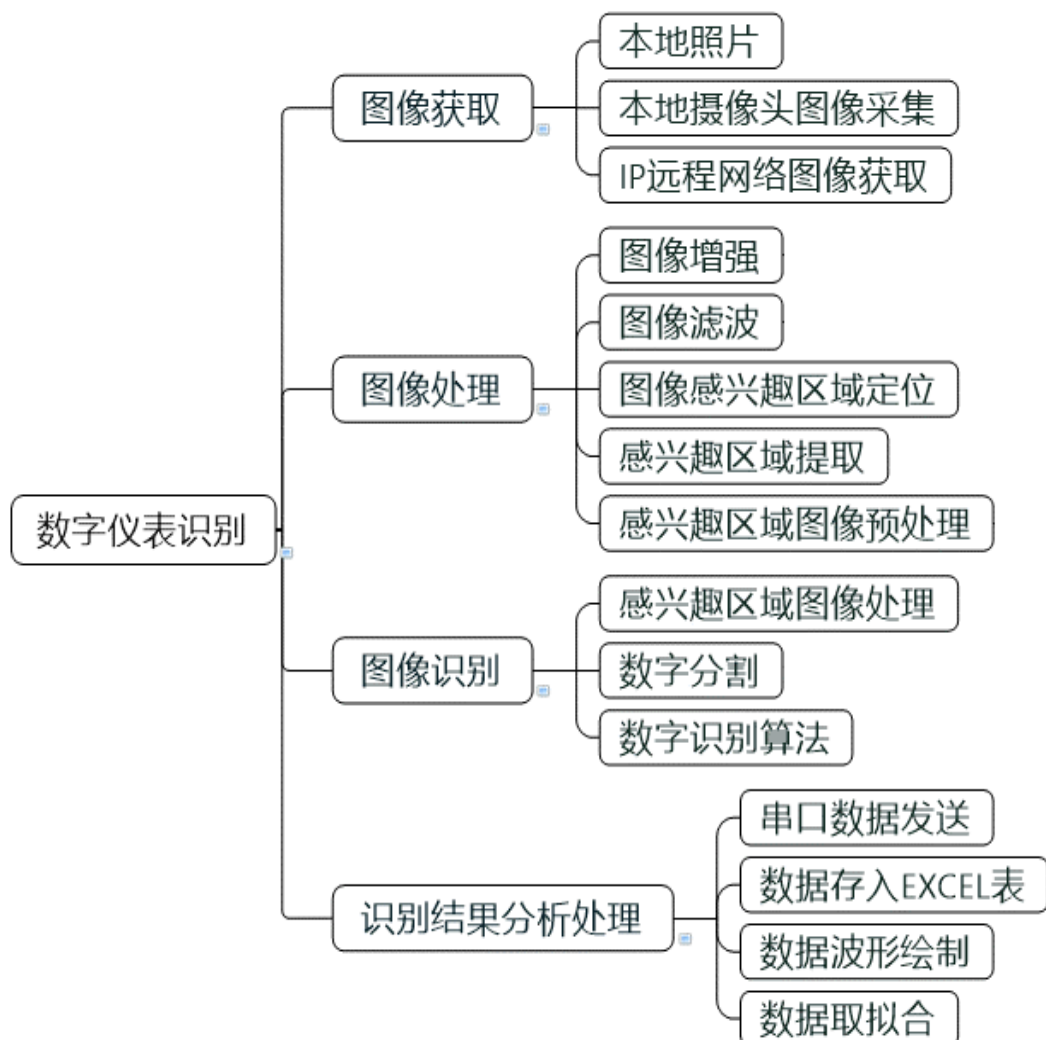 数字仪表识别
图像获取
本地照片
本地摄像头图像采集
IP远程网络图像获取
图像处理
图像增强
图像滤波
图像感兴趣区域定位
感兴趣区域提取
感兴趣区域图像预处理
图像识别
感兴趣区域图像处理
数字分割
数字识别算法
识别结果分析处理
串口数据发送
数据存入EXCEL表
数据波形绘制
数据取拟合